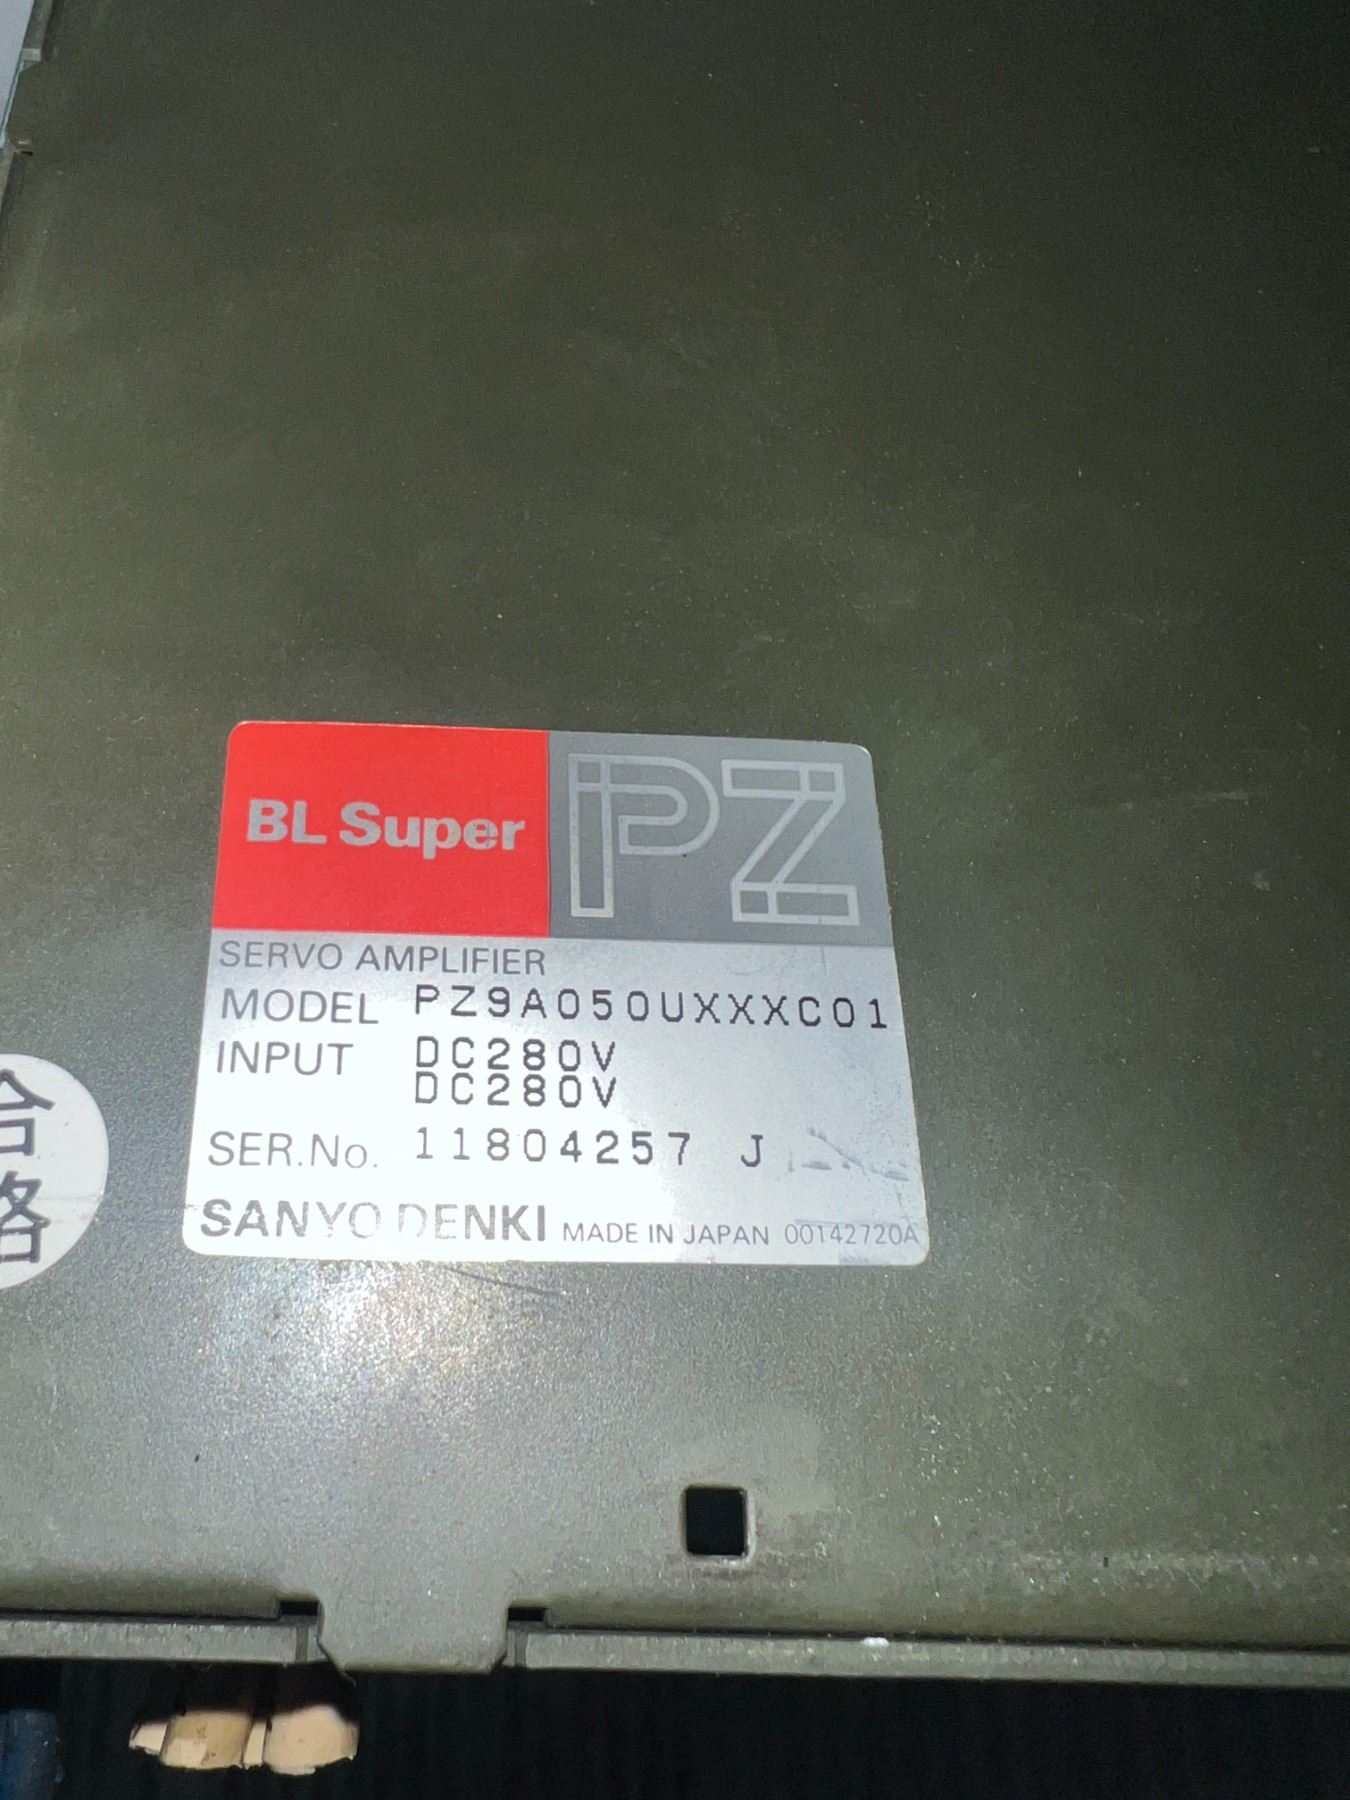 BL Super PZ
SERVO AMPLIFIER
MODEL PZ9A050UXXXC01
INPUT DC280V
DC280V
SER.No. 11804257 J
SANYO DENKI MADE IN JAPAN 00142720A
合
格